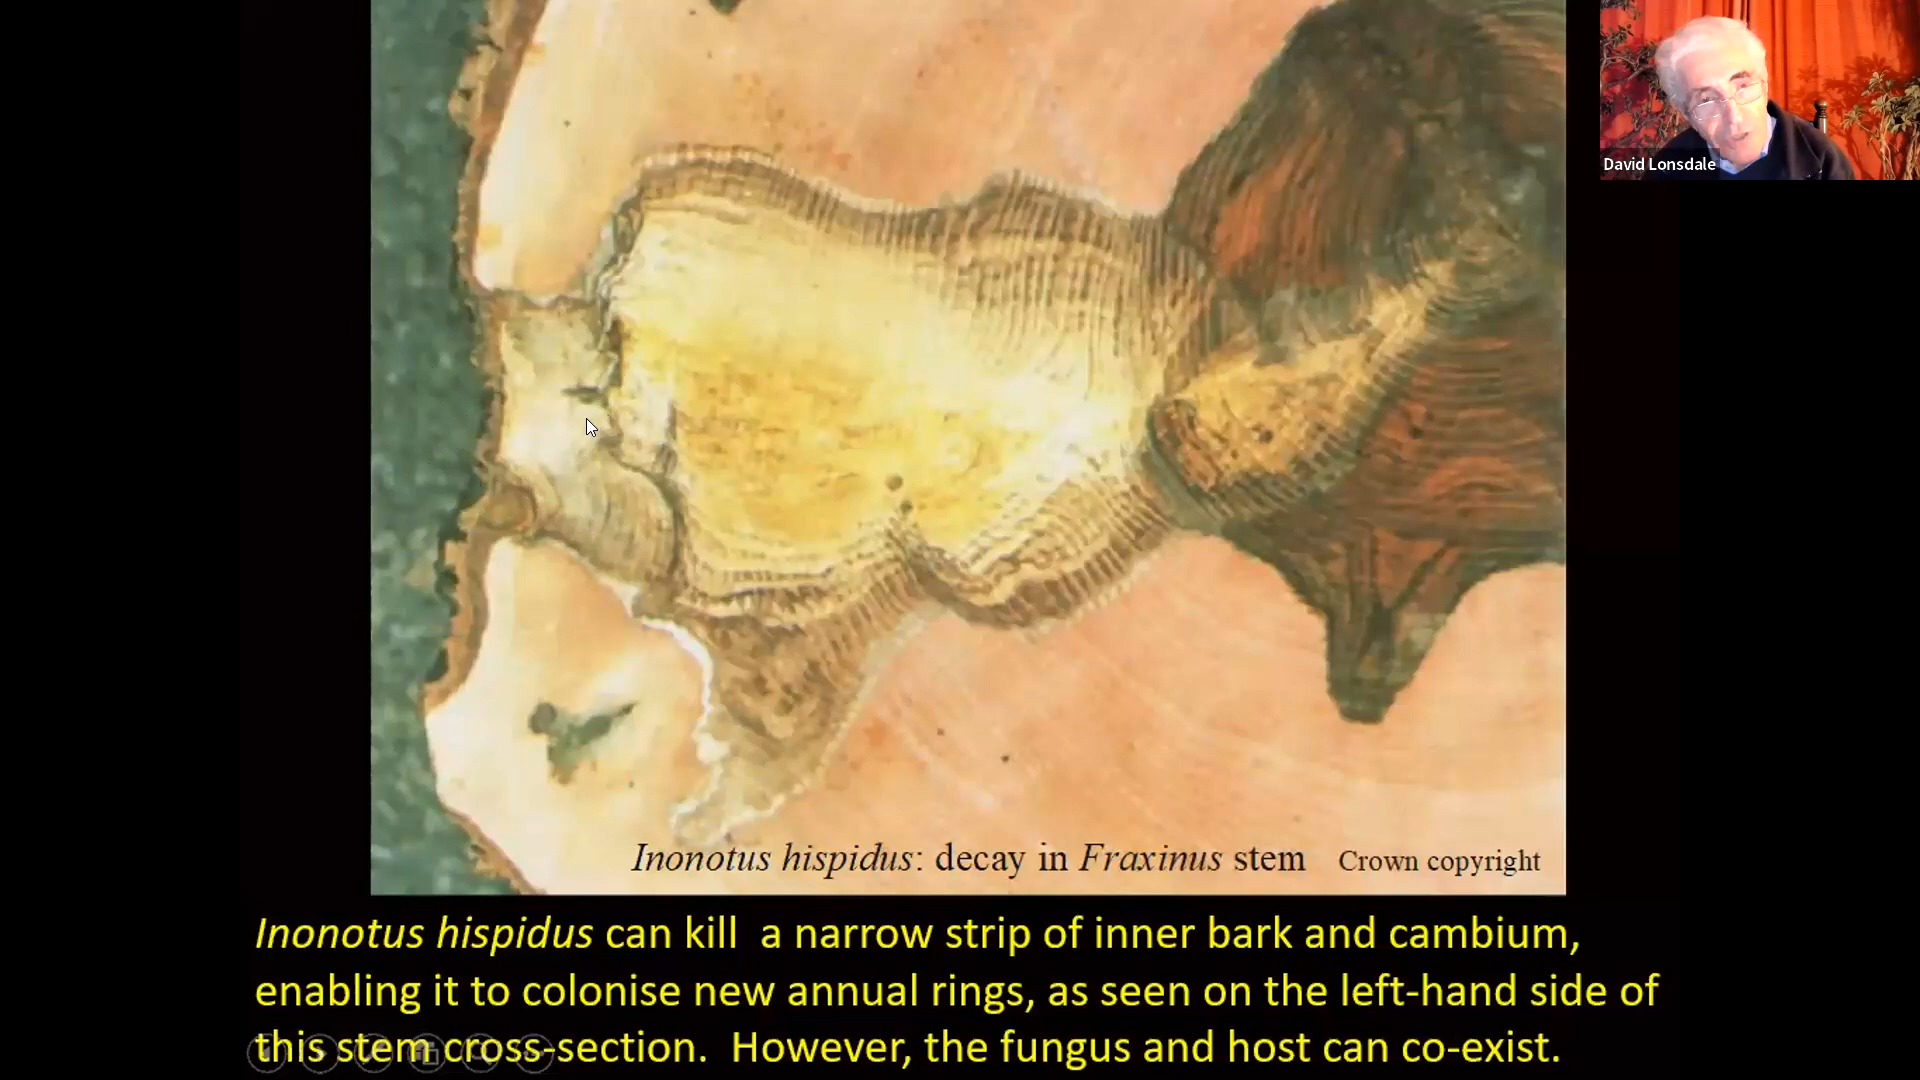 David Lonsdale
Inonotus hispidus: decay in Fraxinus stem Crown copyright
Inonotus hispidus can kill  a narrow strip of inner bark and cambium,
enabling it to colonise new annual rings, as seen on the left-hand side of
this stem cross-section.  However, the fungus and host can co-exist.